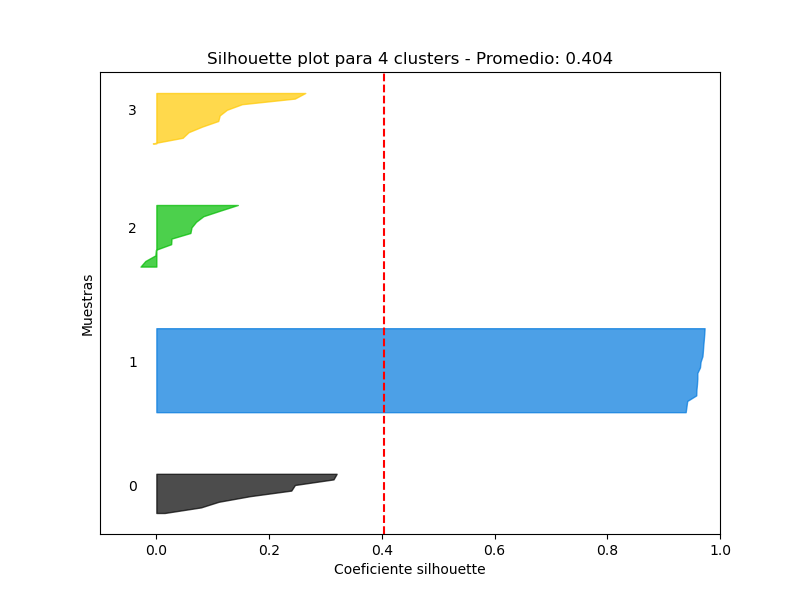 Silhouette plot para 4 clusters - Promedio: 0.404
Muestras
3
2
1
0
0.0 0.2 0.4 0.6 0.8 1.0
Coeficiente silhouette